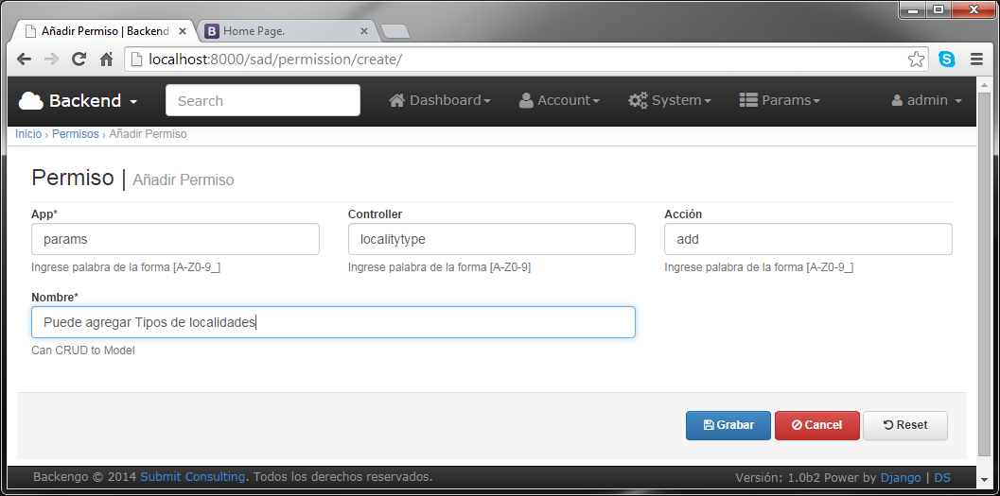 Añadir Permiso | Backend
Home Page.
localhost:8000/sad/permission/create/
Backend Search Dashboard Account System Params admin
Inicio › Permisos › Añadir Permiso
Permiso | Añadir Permiso
App* Controller Acción
params localitytype add
Ingrese palabra de la forma [A-Z0-9_] Ingrese palabra de la forma [A-Z0-9] Ingrese palabra de la forma [A-Z0-9_]
Nombre*
Puede agregar Tipos de localidades
Can CRUD to Model
Grabar Cancel Reset
Backengo © 2014 Submit Consulting. Todos los derechos reservados. Versión: 1.0b2 Power by Django | DS